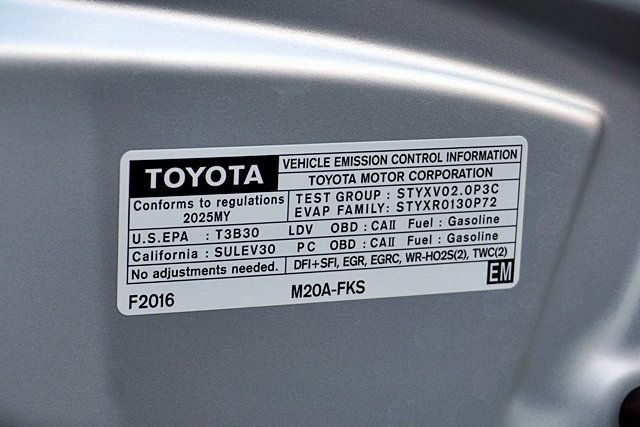 TOYOTA
VEHICLE EMISSION CONTROL INFORMATION
TOYOTA MOTOR CORPORATION
Conforms to regulations
2025MY
TEST GROUP : STYXV02.0P3C
EVAP FAMILY: STYXR0130P72
U.S.EPA : T3B30 LDV OBD : CAII Fuel : Gasoline
California : SULEV30 PC OBD : CAII Fuel : Gasoline
No adjustments needed. DFI+SFI, EGR, EGRC, WR-HO2S(2), TWC(2)
F2016 M20A-FKS EM